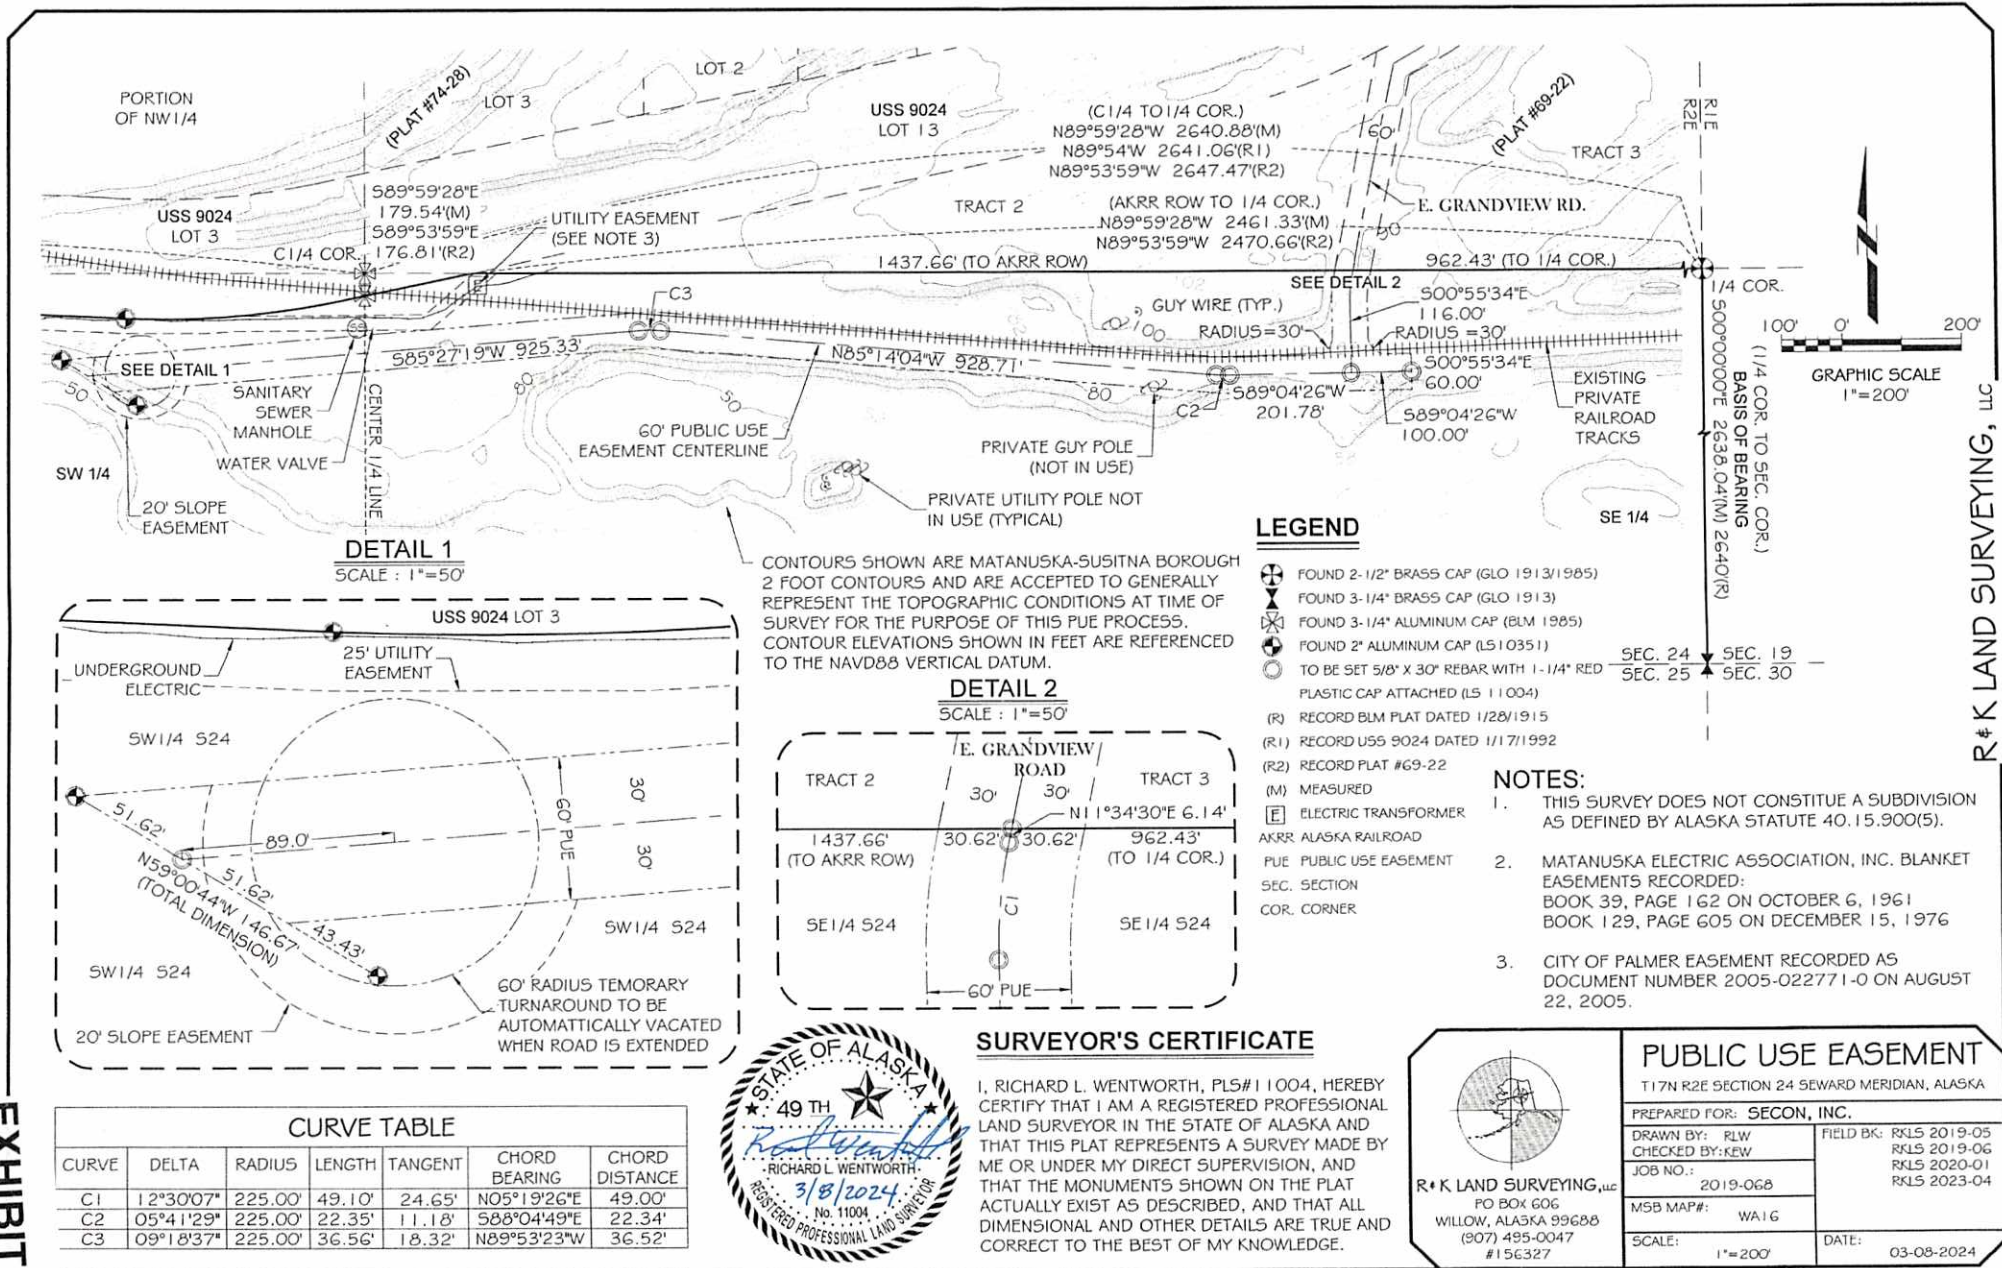 PORTION
OF NW1/4
(PLAT #74-28)
LOT 3
LOT 2
USS 9024
LOT 13
(C1/4 TO1/4 COR.)
N89°59'28"W 2640.88'(M)
N89°54'W 2641.06'(R1)
N89°53'59"W 2647.47'(R2)
60'
(PLAT #69-22)
TRACT 3
R1E
R2E
USS 9024
LOT 3
S89°59'28"E
179.54'(M)
S89°53'59"E
176.81'(R2)
C1/4 COR.
UTILITY EASEMENT
(SEE NOTE 3)
TRACT 2
(AKRR ROW TO 1/4 COR.)
N89°59'28"W 2461.33'(M)
N89°53'59"W 2470.66'(R2)
E. GRANDVIEW RD.
60'
1437.66' (TO AKRR ROW)
962.43' (TO 1/4 COR.)
1/4 COR.
E
C3
SEE DETAIL 2
GUY WIRE (TYP.)
100
S00°55'34"E
116.00'
RADIUS=30'
RADIUS =30'
S85°27'19"W 925.33'
N85°14'04"W 928.71'
S00°55'34"E
60.00'
SEE DETAIL 1
50
SANITARY
SEWER
MANHOLE
WATER VALVE
CENTER 1/4 LINE
80
50
60' PUBLIC USE
EASEMENT CENTERLINE
80
C2
S89°04'26"W
201.78'
S89°04'26"W
100.00'
EXISTING
PRIVATE
RAILROAD
TRACKS
PRIVATE GUY POLE
(NOT IN USE)
PRIVATE UTILITY POLE NOT
IN USE (TYPICAL)
SW 1/4
20' SLOPE
EASEMENT
SE 1/4
S00°00'00"E 2638.04'(M) 2640'(R)
BASIS OF BEARING
(1/4 COR. TO SEC. COR.)
100' 0' 200'
GRAPHIC SCALE
1"=200'
R&K LAND SURVEYING, LLC
SEC. 24 SEC. 19
SEC. 25 SEC. 30
CONTOURS SHOWN ARE MATANUSKA-SUSITNA BOROUGH
2 FOOT CONTOURS AND ARE ACCEPTED TO GENERALLY
REPRESENT THE TOPOGRAPHIC CONDITIONS AT TIME OF
SURVEY FOR THE PURPOSE OF THIS PUE PROCESS.
CONTOUR ELEVATIONS SHOWN IN FEET ARE REFERENCED
TO THE NAVD88 VERTICAL DATUM.
DETAIL 1
SCALE : 1"=50'
USS 9024 LOT 3
UNDERGROUND
ELECTRIC
25' UTILITY
EASEMENT
SW1/4 S24
51.62'
89.0'
51.62'
N59°00'44"W 146.67'
(TOTAL DIMENSION)
43.43'
30'
60' PUE
30'
SW1/4 S24
SW1/4 S24
20' SLOPE EASEMENT
60' RADIUS TEMORARY
TURNAROUND TO BE
AUTOMATTICALLY VACATED
WHEN ROAD IS EXTENDED
DETAIL 2
SCALE : 1"=50'
E. GRANDVIEW
ROAD
TRACT 2
TRACT 3
30' 30'
N11°34'30"E 6.14'
1437.66'
(TO AKRR ROW)
30.62' 30.62'
962.43'
(TO 1/4 COR.)
C1
SE1/4 S24
SE1/4 S24
60' PUE
LEGEND
FOUND 2-1/2" BRASS CAP (GLO 1913/1985)
FOUND 3-1/4" BRASS CAP (GLO 1913)
FOUND 3-1/4" ALUMINUM CAP (BLM 1985)
FOUND 2" ALUMINUM CAP (LS10351)
TO BE SET 5/8" X 30" REBAR WITH 1-1/4" RED
PLASTIC CAP ATTACHED (LS 11004)
(R) RECORD BLM PLAT DATED 1/28/1915
(R1) RECORD USS 9024 DATED 1/17/1992
(R2) RECORD PLAT #69-22
(M) MEASURED
E ELECTRIC TRANSFORMER
AKRR ALASKA RAILROAD
PUE PUBLIC USE EASEMENT
SEC. SECTION
COR. CORNER
NOTES:
1. THIS SURVEY DOES NOT CONSTITUE A SUBDIVISION
AS DEFINED BY ALASKA STATUTE 40.15.900(5).
2. MATANUSKA ELECTRIC ASSOCIATION, INC. BLANKET
EASEMENTS RECORDED:
BOOK 39, PAGE 162 ON OCTOBER 6, 1961
BOOK 129, PAGE 605 ON DECEMBER 15, 1976
3. CITY OF PALMER EASEMENT RECORDED AS
DOCUMENT NUMBER 2005-022771-0 ON AUGUST
22, 2005.
EXHIBIT
CURVE TABLE
CURVE DELTA RADIUS LENGTH TANGENT CHORD BEARING CHORD DISTANCE
C1 12°30'07" 225.00' 49.10' 24.65' N05°19'26"E 49.00'
C2 05°41'29" 225.00' 22.35' 11.18' S88°04'49"E 22.34'
C3 09°18'37" 225.00' 36.56' 18.32' N89°53'23"W 36.52'
STATE OF ALASKA
49 TH
RICHARD L. WENTWORTH
3/8/2024
No. 11004
REGISTERED PROFESSIONAL LAND SURVEYOR
SURVEYOR'S CERTIFICATE
I, RICHARD L. WENTWORTH, PLS#11004, HEREBY
CERTIFY THAT I AM A REGISTERED PROFESSIONAL
LAND SURVEYOR IN THE STATE OF ALASKA AND
THAT THIS PLAT REPRESENTS A SURVEY MADE BY
ME OR UNDER MY DIRECT SUPERVISION, AND
THAT THE MONUMENTS SHOWN ON THE PLAT
ACTUALLY EXIST AS DESCRIBED, AND THAT ALL
DIMENSIONAL AND OTHER DETAILS ARE TRUE AND
CORRECT TO THE BEST OF MY KNOWLEDGE.
R&K LAND SURVEYING, LLC
PO BOX 606
WILLOW, ALASKA 99688
(907) 495-0047
#156327
PUBLIC USE EASEMENT
T17N R2E SECTION 24 SEWARD MERIDIAN, ALASKA
PREPARED FOR: SECON, INC.
DRAWN BY: RLW
CHECKED BY: KEW
FIELD BK: RKLS 2019-05
RKLS 2019-06
RKLS 2020-01
RKLS 2023-04
JOB NO.:
2019-068
MSB MAP#:
WA16
SCALE:
1"=200'
DATE:
03-08-2024